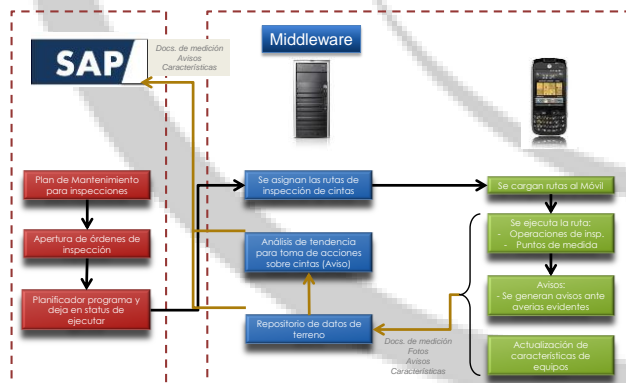 SAP
Docs. de medición
Avisos
Características
Middleware
Plan de Mantenimiento
para inspecciones
Apertura de órdenes de
inspección
Planificador programa y
deja en status de
ejecutar
Se asignan las rutas de
inspección de cintas
Análisis de tendencia
para toma de acciones
sobre cintas (Aviso)
Repositorio de datos de
terreno
Docs. de medición
Fotos
Avisos
Características
Se cargan rutas al Móvil
Se ejecuta la ruta:
- Operaciones de insp.
- Puntos de medida
Avisos:
- Se generan avisos ante
averias evidentes
Actualización de
características de
equipos